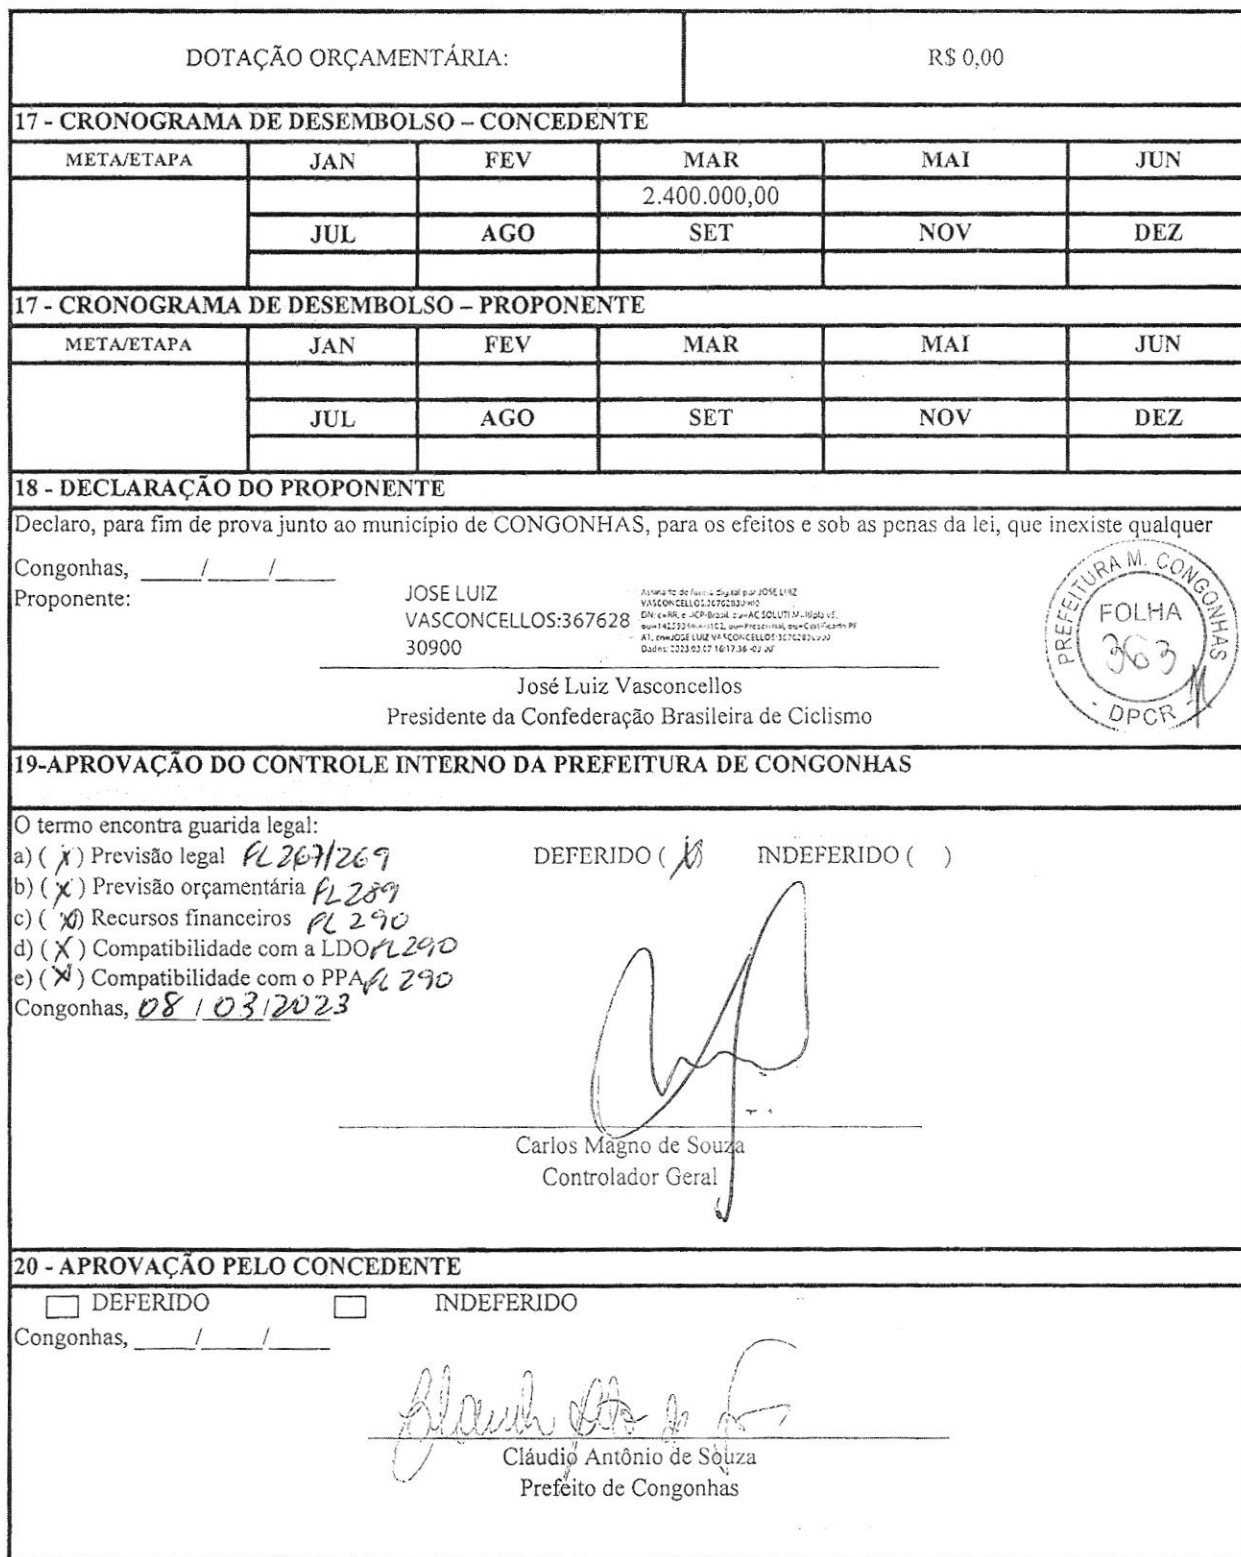 DOTAÇÃO ORÇAMENTÁRIA: R$ 0,00
17 - CRONOGRAMA DE DESEMBOLSO – CONCEDENTE
META/ETAPA JAN FEV MAR MAI JUN
2.400.000,00
JUL AGO SET NOV DEZ
17 - CRONOGRAMA DE DESEMBOLSO – PROPONENTE
META/ETAPA JAN FEV MAR MAI JUN
JUL AGO SET NOV DEZ
18 - DECLARAÇÃO DO PROPONENTE
Declaro, para fim de prova junto ao município de CONGONHAS, para os efeitos e sob as penas da lei, que inexiste qualquer
Congonhas, ____/____/____
Proponente:
JOSE LUIZ
VASCONCELLOS:367628
30900
José Luiz Vasconcellos
Presidente da Confederação Brasileira de Ciclismo
PREFEITURA M. CONGONHAS
FOLHA
363
- DPCR -
19-APROVAÇÃO DO CONTROLE INTERNO DA PREFEITURA DE CONGONHAS
O termo encontra guarida legal:
a) ( x ) Previsão legal FL 267/269 DEFERIDO ( x ) INDEFERIDO ( )
b) ( x ) Previsão orçamentária FL 289
c) ( x ) Recursos financeiros FL 290
d) ( X ) Compatibilidade com a LDO FL 290
e) ( X ) Compatibilidade com o PPA FL 290
Congonhas, 08 / 03 / 2023
Carlos Magno de Souza
Controlador Geral
20 - APROVAÇÃO PELO CONCEDENTE
DEFERIDO INDEFERIDO
Congonhas, ____/____/____
Cláudio Antônio de Souza
Prefeito de Congonhas